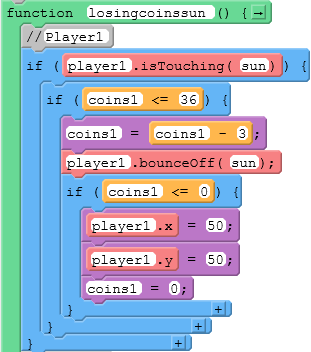 function losingcoinssun () { →
//Player1
if ( player1 .isTouching( sun ) ) {
if ( coins1 <= 36 ) {
coins1 = coins1 - 3 ;
player1 .bounceOff( sun );
if ( coins1 <= 0 ) {
player1 .x = 50 ;
player1 .y = 50 ;
coins1 = 0 ;
} +
} +
} +